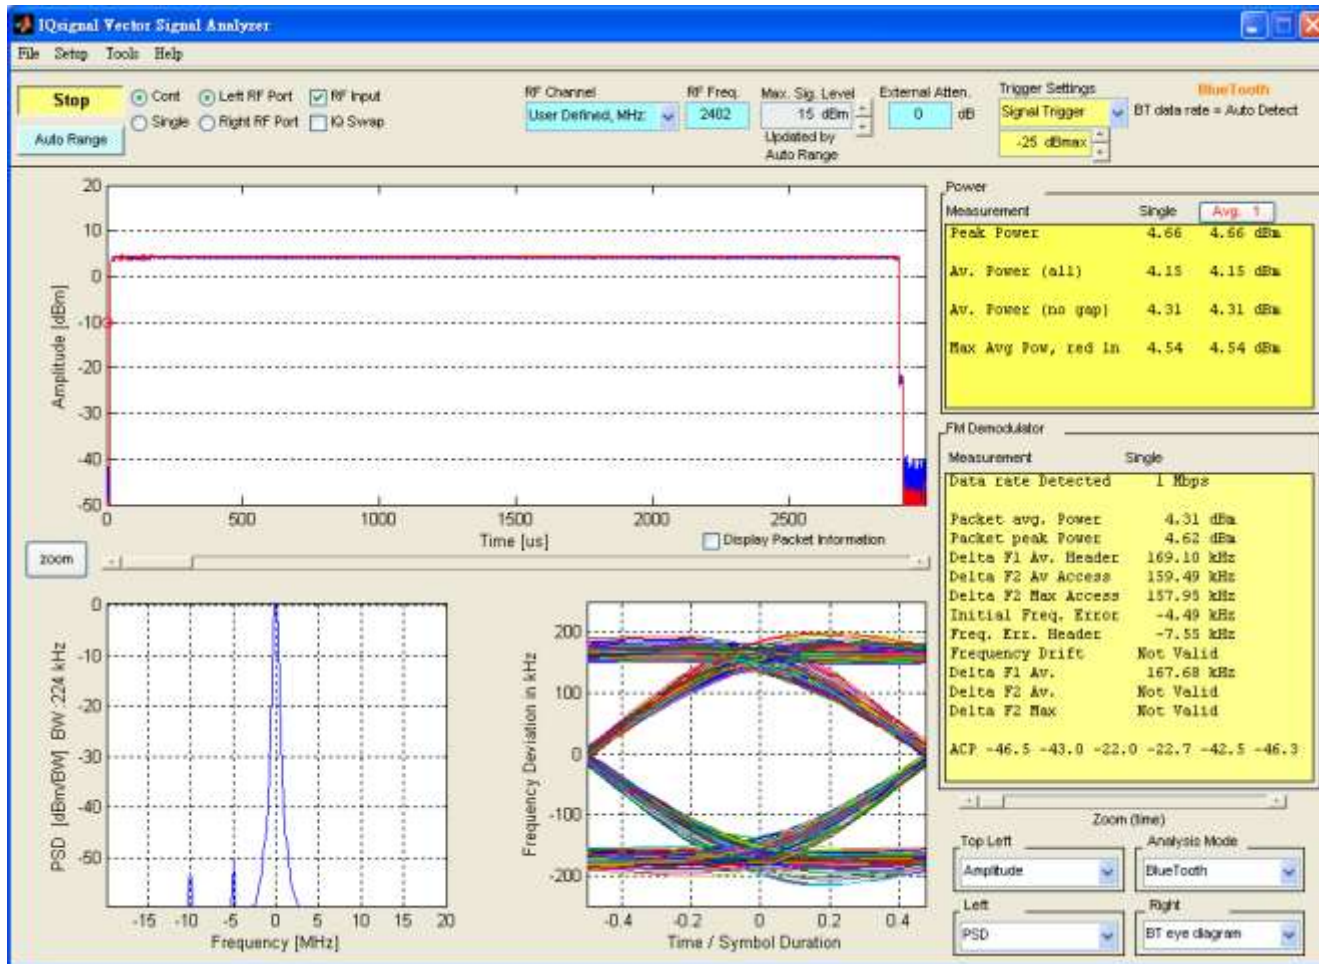 IQsignal Vector Signal Analyzer
File Setup Tools Help
Stop
Auto Range
Cont
Single
Left RF Port
Right RF Port
RF Input
IQ Swap
RF Channel
User Defined, MHz:
RF Freq.
2402
Max. Sig. Level
15 dBm
Updated by
Auto Range
External Atten.
0 dB
Trigger Settings
Signal Trigger
-25 dBmax
BlueTooth
BT data rate = Auto Detect
20
10
0
-10
-20
-30
-40
-50
Amplitude [dBm]
0 500 1000 1500 2000 2500
Time [us]
Display Packet Information
zoom
Power
Measurement Single Avg. 1
Peak Power 4.66 4.66 dBm
Av. Power (all) 4.15 4.15 dBm
Av. Power (no gap) 4.31 4.31 dBm
Max Avg Pow, red ln 4.54 4.54 dBm
FM Demodulator
Measurement Single
Data rate Detected 1 Mbps
Packet avg. Power 4.31 dBm
Packet peak Power 4.62 dBm
Delta F1 Av. Header 169.10 kHz
Delta F2 Av Access 159.49 kHz
Delta F2 Max Access 157.95 kHz
Initial Freq. Error -4.49 kHz
Freq. Err. Header -7.55 kHz
Frequency Drift Not Valid
Delta F1 Av. 167.68 kHz
Delta F2 Av. Not Valid
Delta F2 Max Not Valid
ACP -46.5 -43.0 -22.0 -22.7 -42.5 -46.3
0
-10
-20
-30
-40
-50
PSD [dBm/BW] BW 224 kHz
-15 -10 -5 0 5 10 15 20
Frequency [MHz]
200
100
0
-100
-200
Frequency Deviation in kHz
-0.4 -0.2 0 0.2 0.4
Time / Symbol Duration
Zoom (time)
Top Left
Amplitude
Analysis Mode
BlueTooth
Left
PSD
Right
BT eye diagram